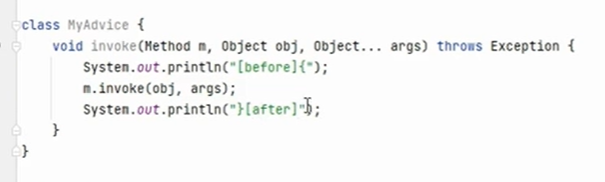 class MyAdvice {
    void invoke(Method m, Object obj, Object... args) throws Exception {
        System.out.println("[before]{");
        m.invoke(obj, args);
        System.out.println("}[after]");
    }
}